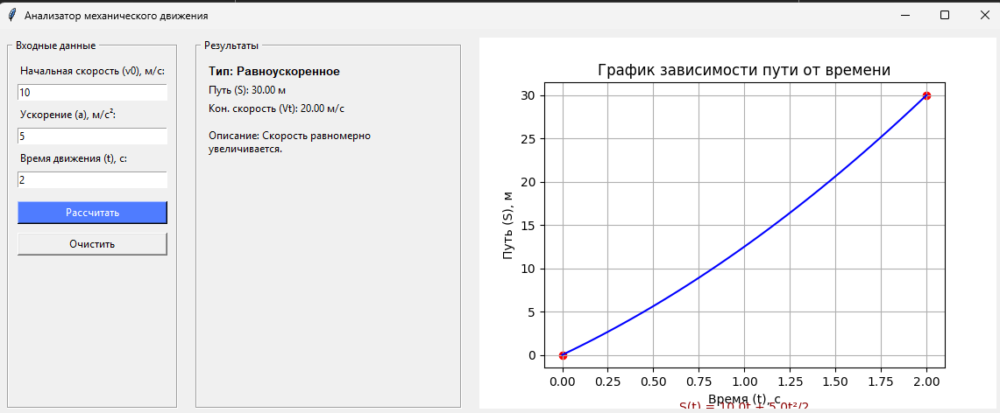 Анализатор механического движения
Входные данные
Начальная скорость (v0), м/с:
10
Ускорение (a), м/с²:
5
Время движения (t), с:
2
Рассчитать
Очистить
Результаты
Тип: Равноускоренное
Путь (S): 30.00 м
Кон. скорость (Vt): 20.00 м/с
Описание: Скорость равномерно
увеличивается.
График зависимости пути от времени
Путь (S), м
30
25
20
15
10
5
0
0.00 0.25 0.50 0.75 1.00 1.25 1.50 1.75 2.00
Время (t), с
S(t) = 10.0t + 5.0t²/2